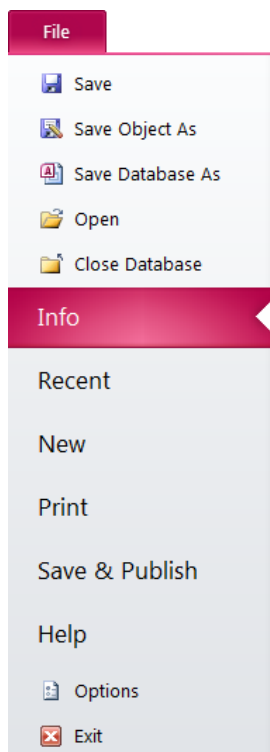 File
Save
Save Object As
Save Database As
Open
Close Database
Info
Recent
New
Print
Save & Publish
Help
Options
Exit